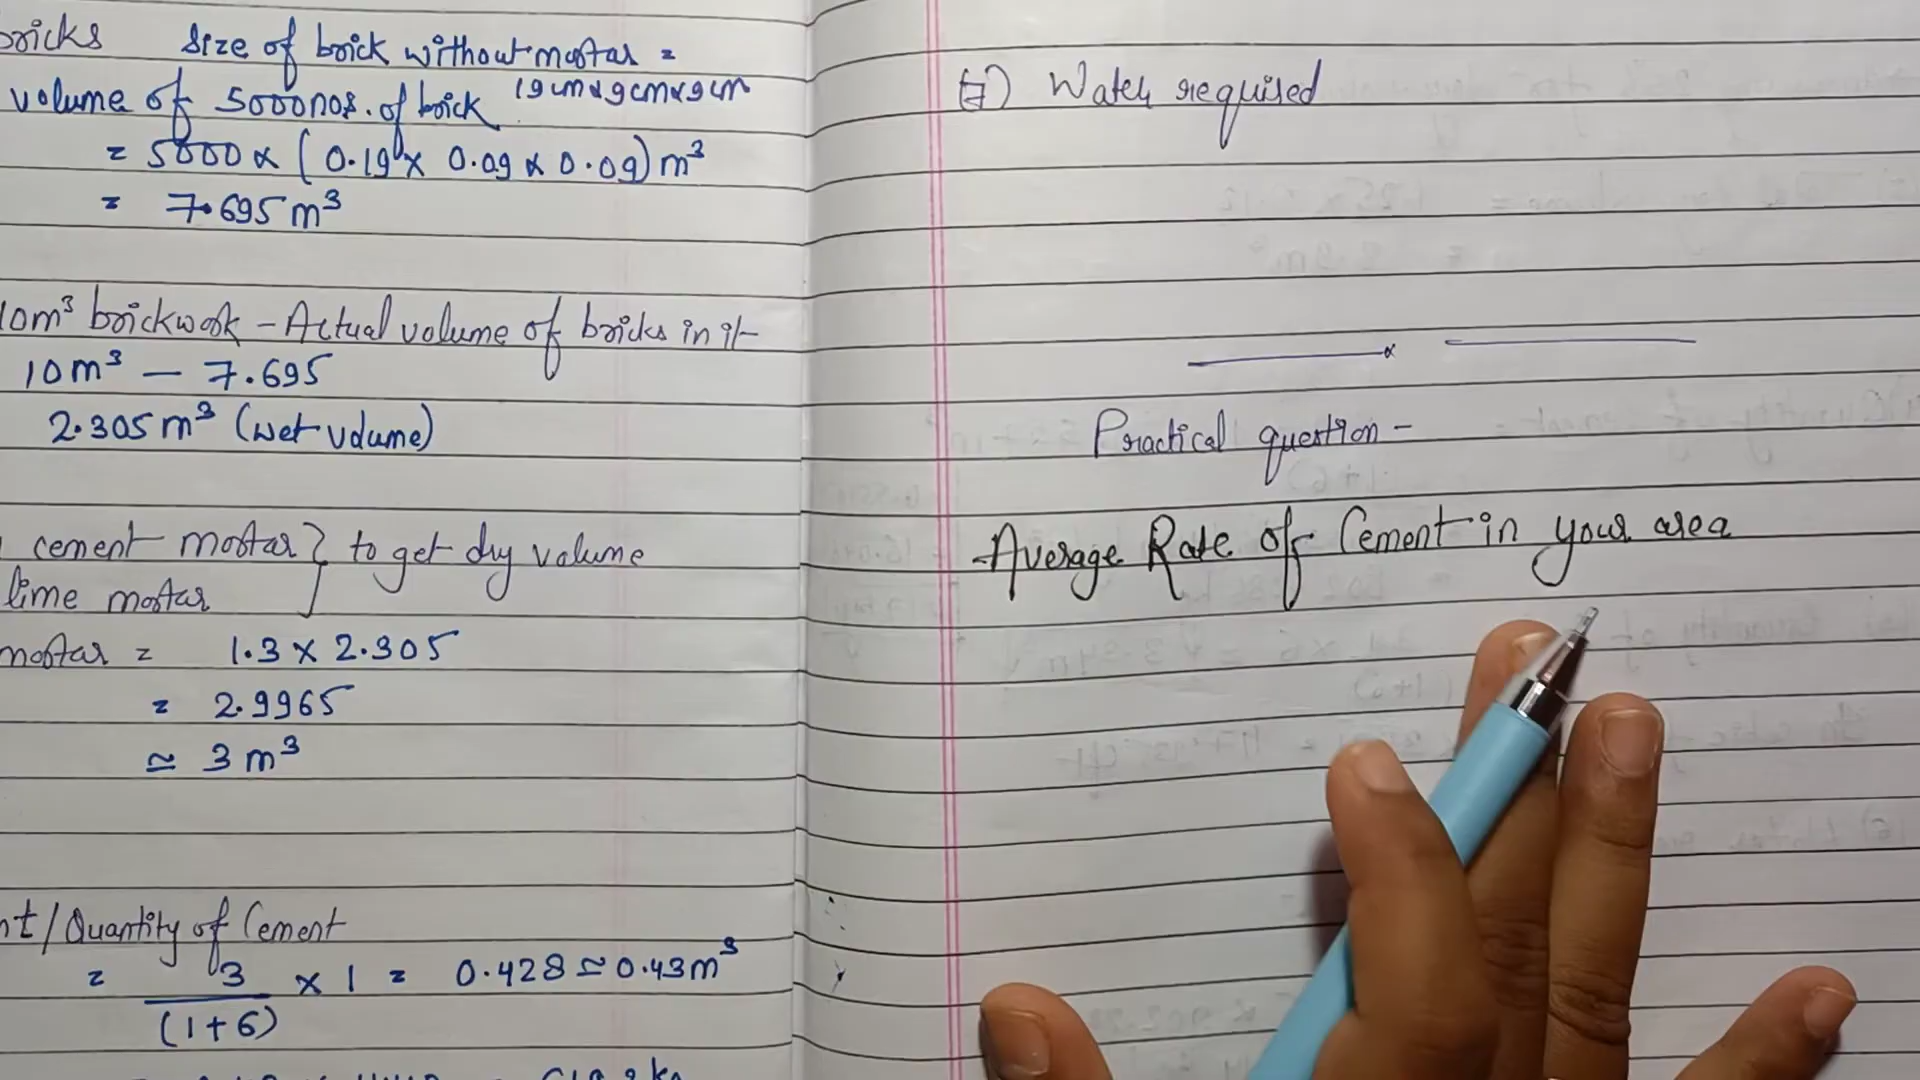 bricks size of brick without mortar =
volume of 5000nos. of brick 19cm x 9cm x 9cm
= 5000 x (0.19 x 0.09 x 0.09) m³
= 7.695 m³
10m³ brickwork - Actual volume of bricks in it
10m³ - 7.695
2.305 m³ (wet volume)
cement mortar } to get dry volume
lime mortar
mortar = 1.3 x 2.305
= 2.9965
≃ 3 m³
nt/Quantity of Cement
= 3 x 1 = 0.428 ≃ 0.43m³
(1+6)
Water required
Practical question -
-Average Rate of Cement in your area